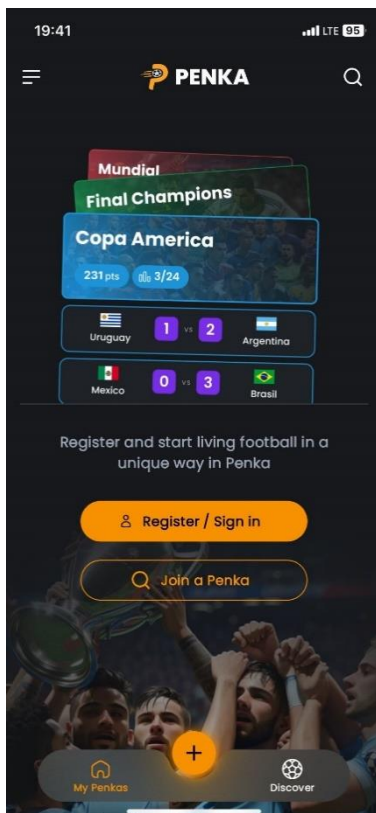 19:41
LTE 95
PENKA
Mundial
Final Champions
Copa America
231 pts 3/24
Uruguay 1 vs 2 Argentina
Mexico 0 vs 3 Brasil
Register and start living football in a
unique way in Penka
Register / Sign in
Join a Penka
+
My Penkas Discover